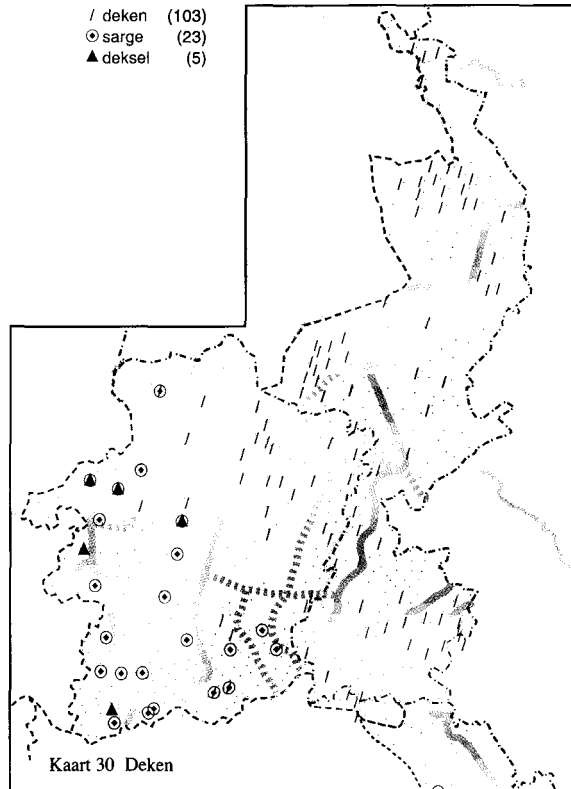 / deken (103)
sarge (23)
▲ deksel (5)
Kaart 30 Deken